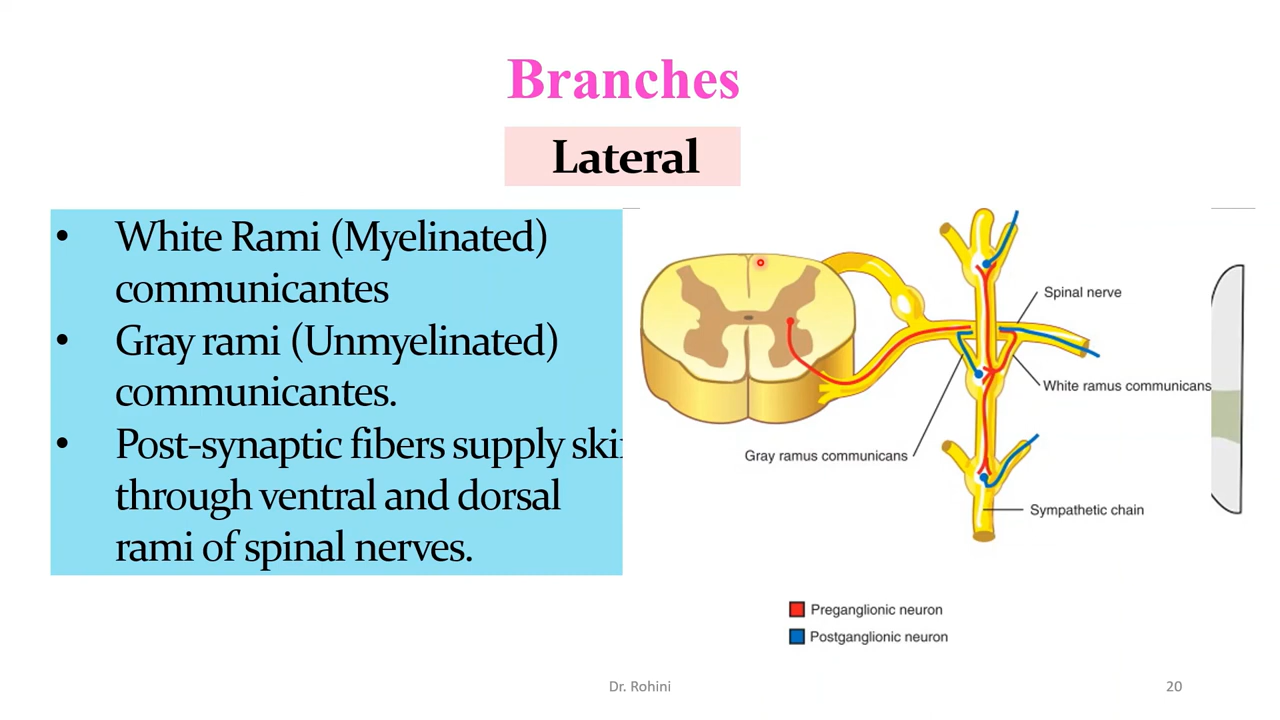 Branches
Lateral
• White Rami (Myelinated)
communicantes
• Gray rami (Unmyelinated)
communicantes.
• Post-synaptic fibers supply
through ventral and dorsal
rami of spinal nerves.
Spinal nerve
White ramus communicans
Gray ramus communicans
Sympathetic chain
Preganglionic neuron
Postganglionic neuron
Dr. Rohini
20